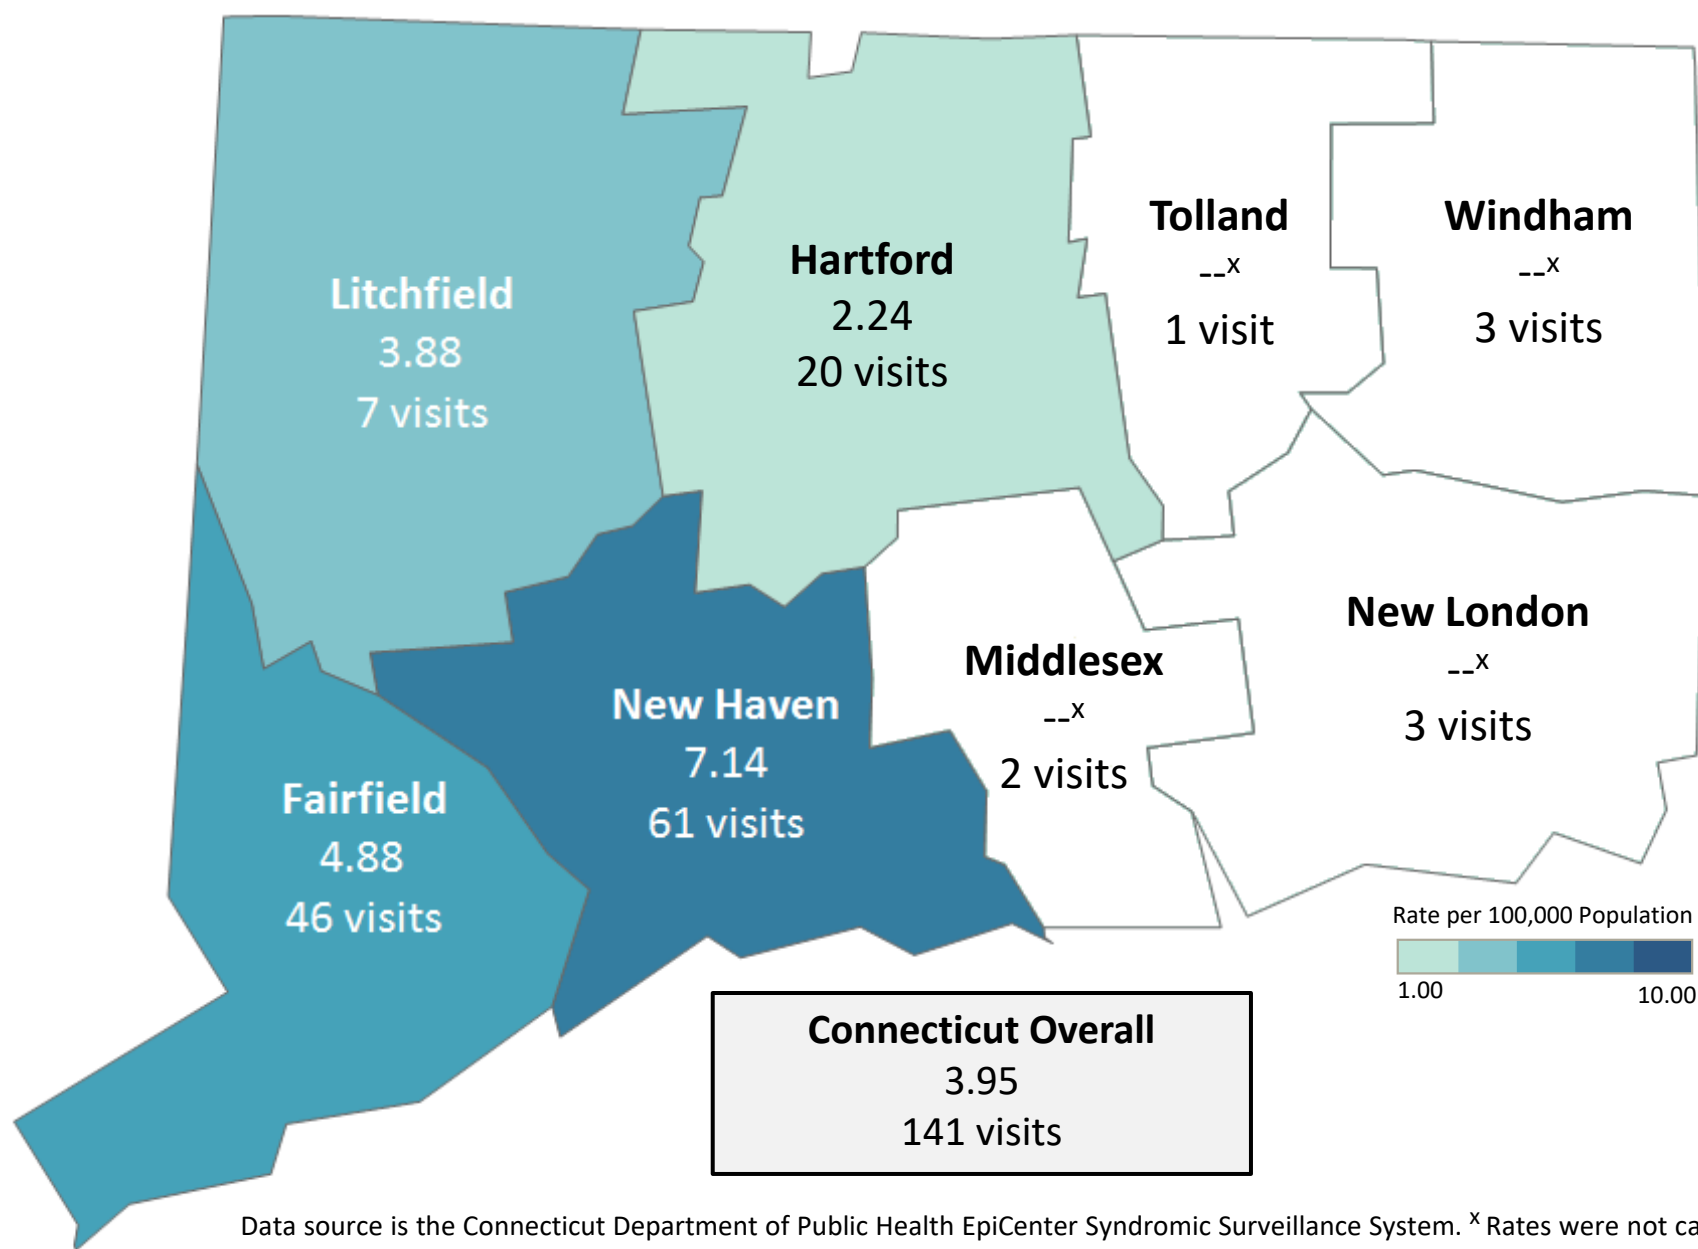 Litchfield
3.88
7 visits
Hartford
2.24
20 visits
Tolland
--x
1 visit
Windham
--x
3 visits
Fairfield
4.88
46 visits
New Haven
7.14
61 visits
Middlesex
--x
2 visits
New London
--x
3 visits
Rate per 100,000 Population
1.00 10.00
Connecticut Overall
3.95
141 visits
Data source is the Connecticut Department of Public Health EpiCenter Syndromic Surveillance System. x Rates were not